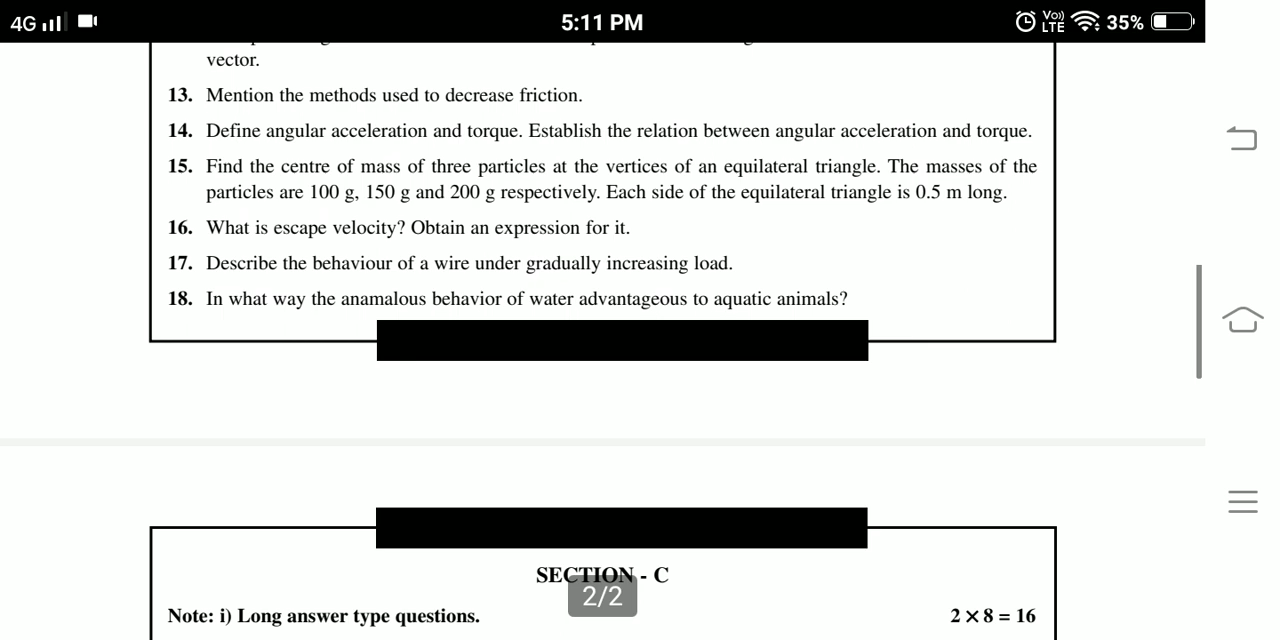 4G 5:11 PM Vo)) LTE 35%
vector.
13. Mention the methods used to decrease friction.
14. Define angular acceleration and torque. Establish the relation between angular acceleration and torque.
15. Find the centre of mass of three particles at the vertices of an equilateral triangle. The masses of the
particles are 100 g, 150 g and 200 g respectively. Each side of the equilateral triangle is 0.5 m long.
16. What is escape velocity? Obtain an expression for it.
17. Describe the behaviour of a wire under gradually increasing load.
18. In what way the anamalous behavior of water advantageous to aquatic animals?
SECTION - C
2/2
Note: i) Long answer type questions. 2 × 8 = 16